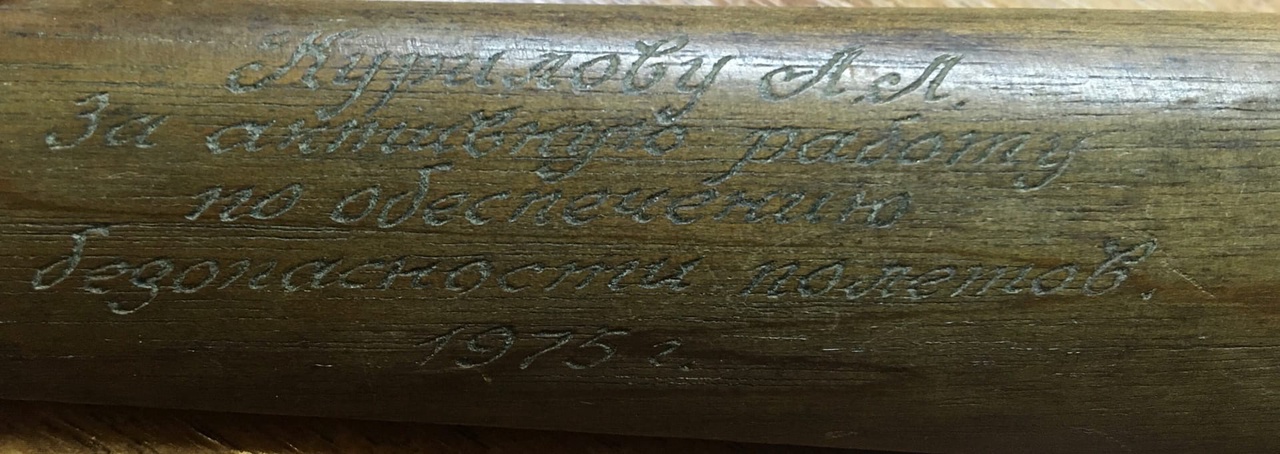 Курилову А.А.
За активную работу
по обеспечению
безопасности полетов.
1975 г.